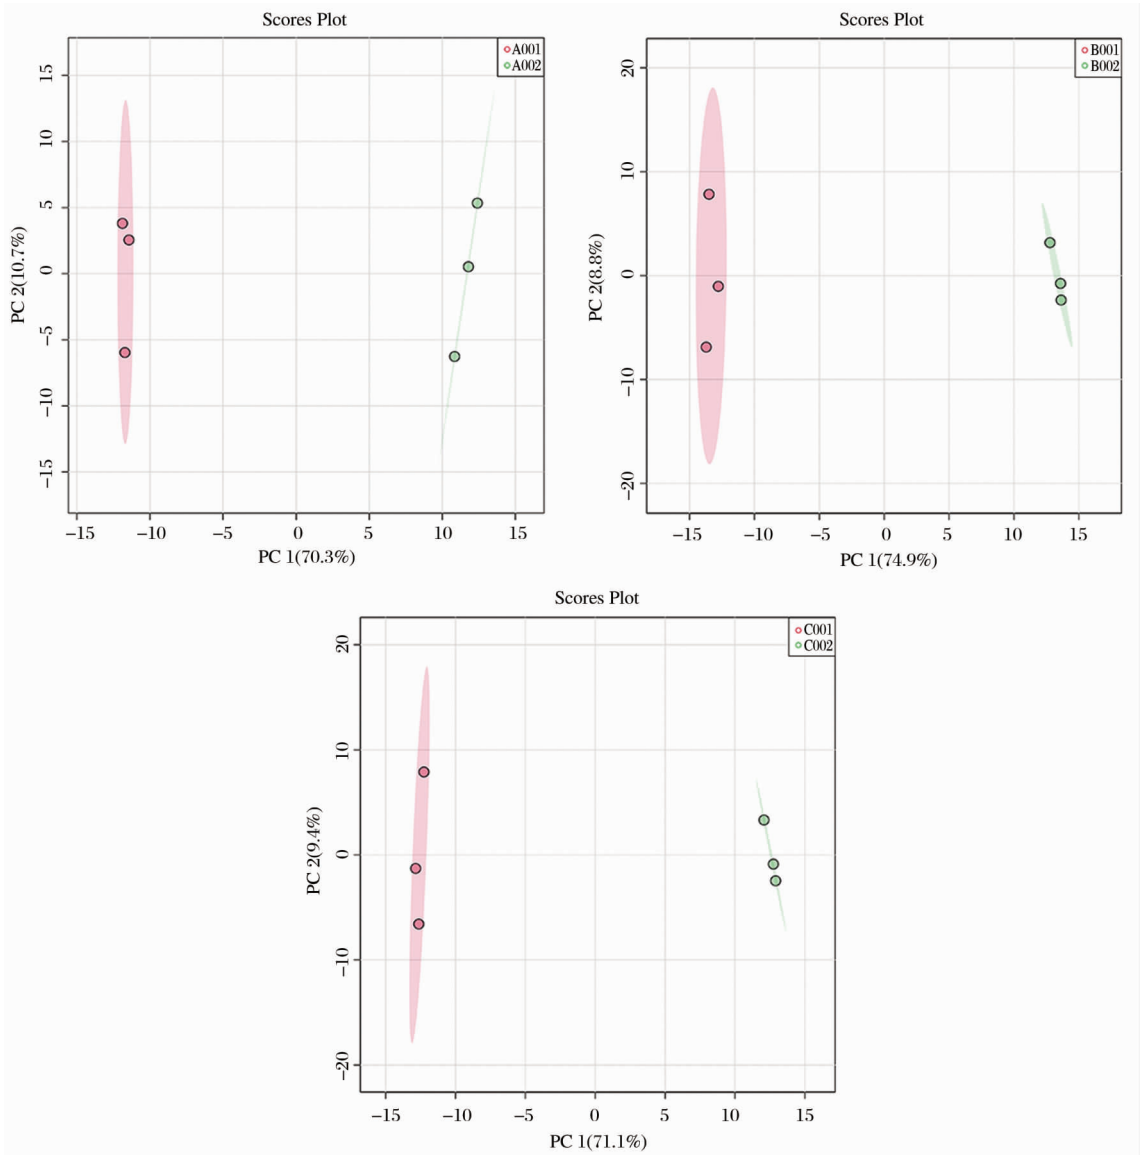 Scores Plot
A001
A002
15
10
5
0
−5
−10
−15
PC 2(10.7%)
−15 −10 −5 0 5 10 15
PC 1(70.3%)
Scores Plot
B001
B002
20
10
0
−10
−20
PC 2(8.8%)
−15 −10 −5 0 5 10 15
PC 1(74.9%)
Scores Plot
C001
C002
20
10
0
−10
−20
PC 2(9.4%)
−15 −10 −5 0 5 10 15
PC 1(71.1%)